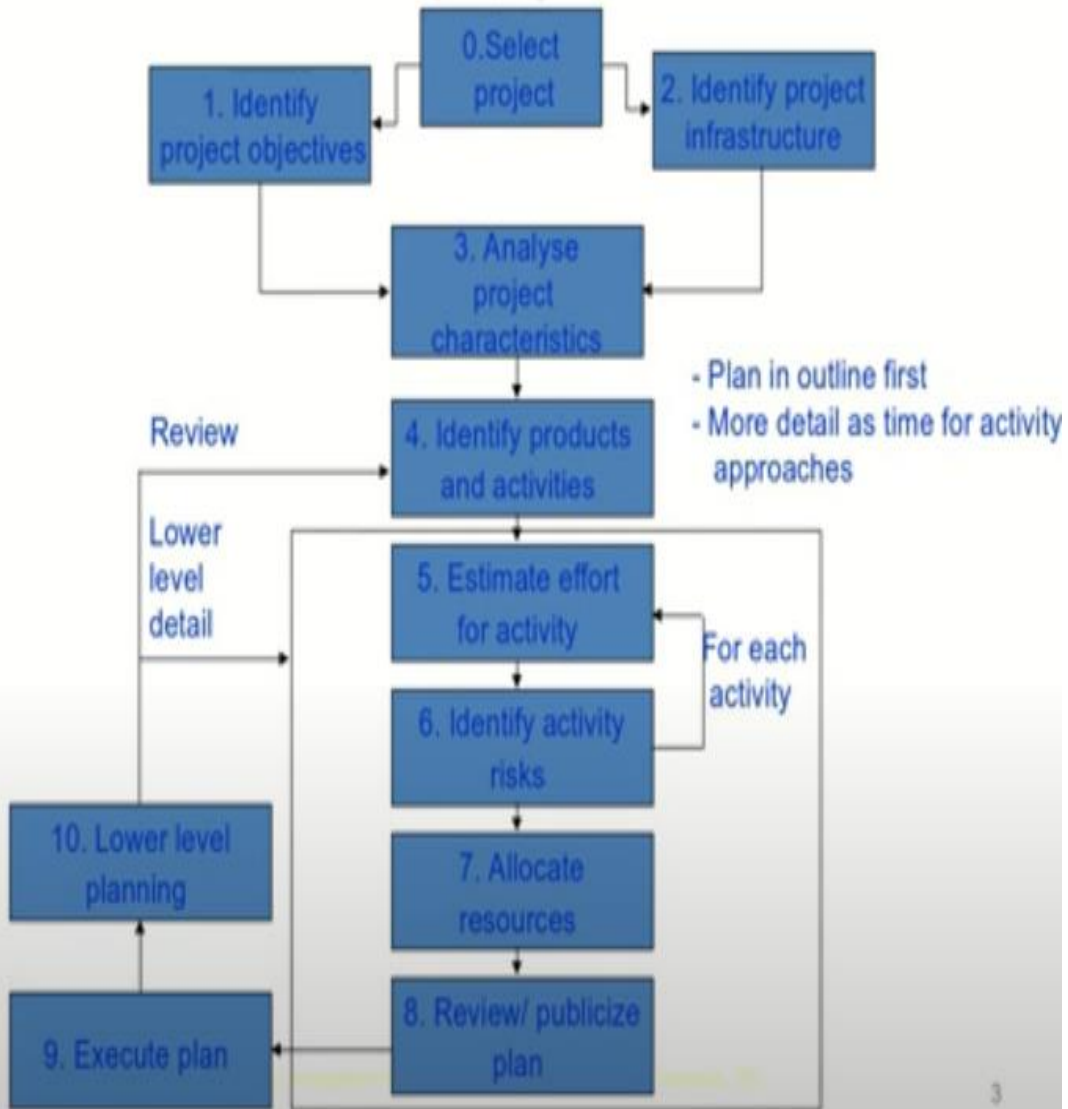 0.Select
project
1. Identify
project objectives
2. Identify project
infrastructure
3. Analyse
project
characteristics
- Plan in outline first
- More detail as time for activity
approaches
Review
4. Identify products
and activities
Lower
level
detail
5. Estimate effort
for activity
For each
activity
6. Identify activity
risks
10. Lower level
planning
7. Allocate
resources
8. Review/ publicize
plan
9. Execute plan
3